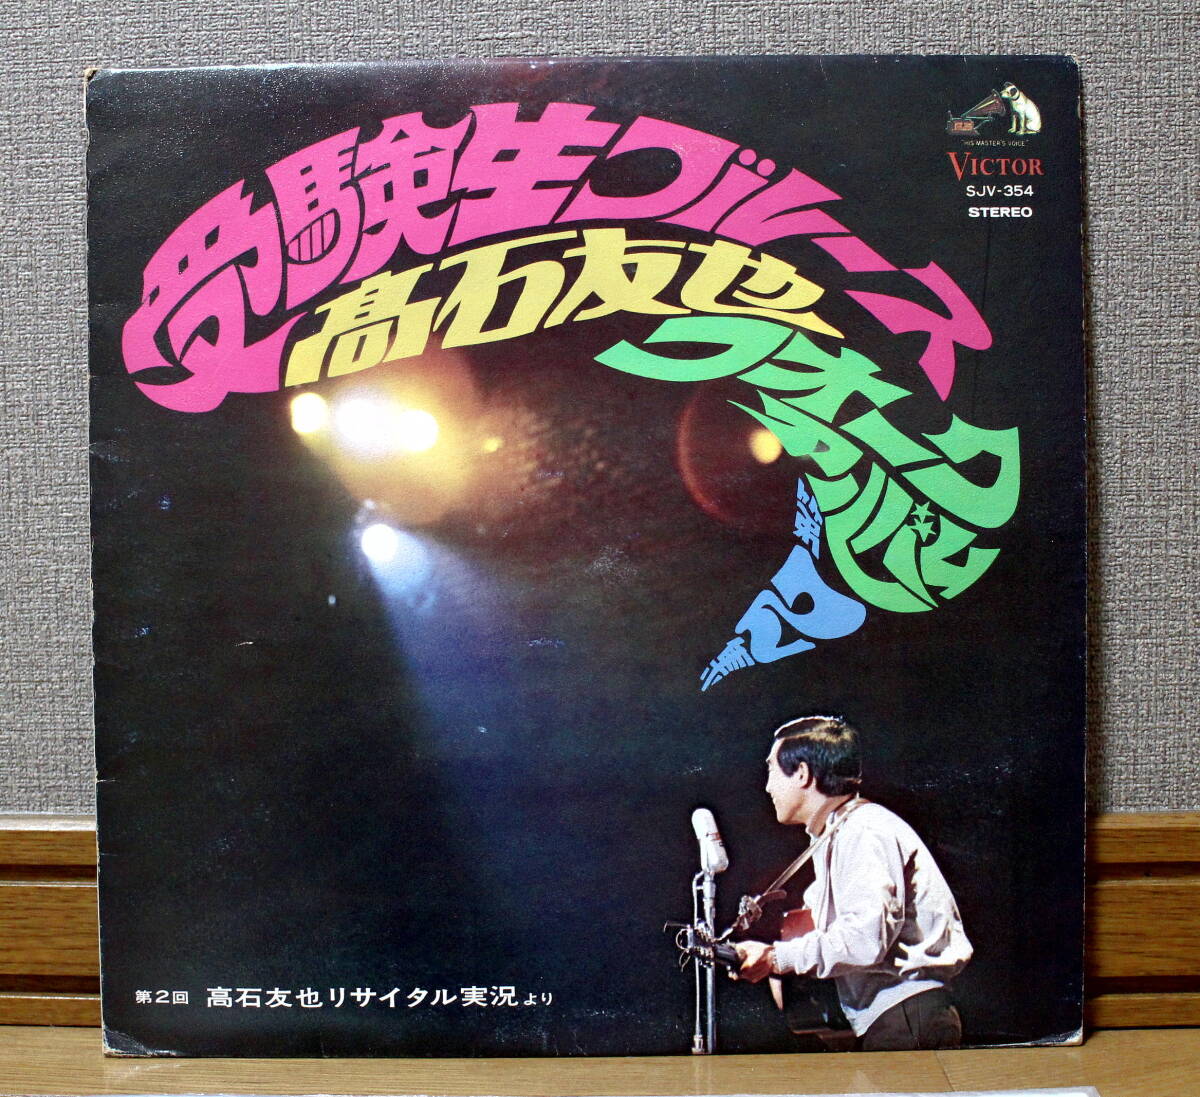 受験生ブルース
髙石友也
フォーク
アルバム
第2集
"HIS MASTER'S VOICE"
VICTOR
SJV-354
STEREO
第2回 高石友也リサイタル実況より